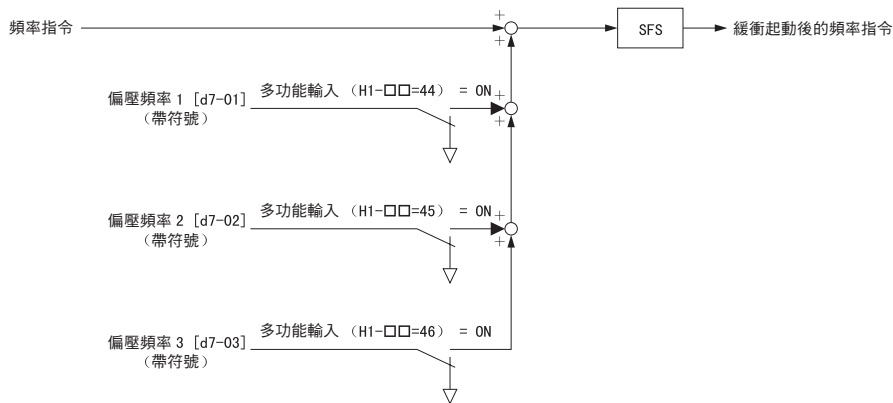 頻率指令
+
+
SFS
緩衝起動後的頻率指令
偏壓頻率 1 [d7-01]
(帶符號)
多功能輸入 (H1-□□=44) = ON
+
+
偏壓頻率 2 [d7-02]
(帶符號)
多功能輸入 (H1-□□=45) = ON
+
+
偏壓頻率 3 [d7-03]
(帶符號)
多功能輸入 (H1-□□=46) = ON